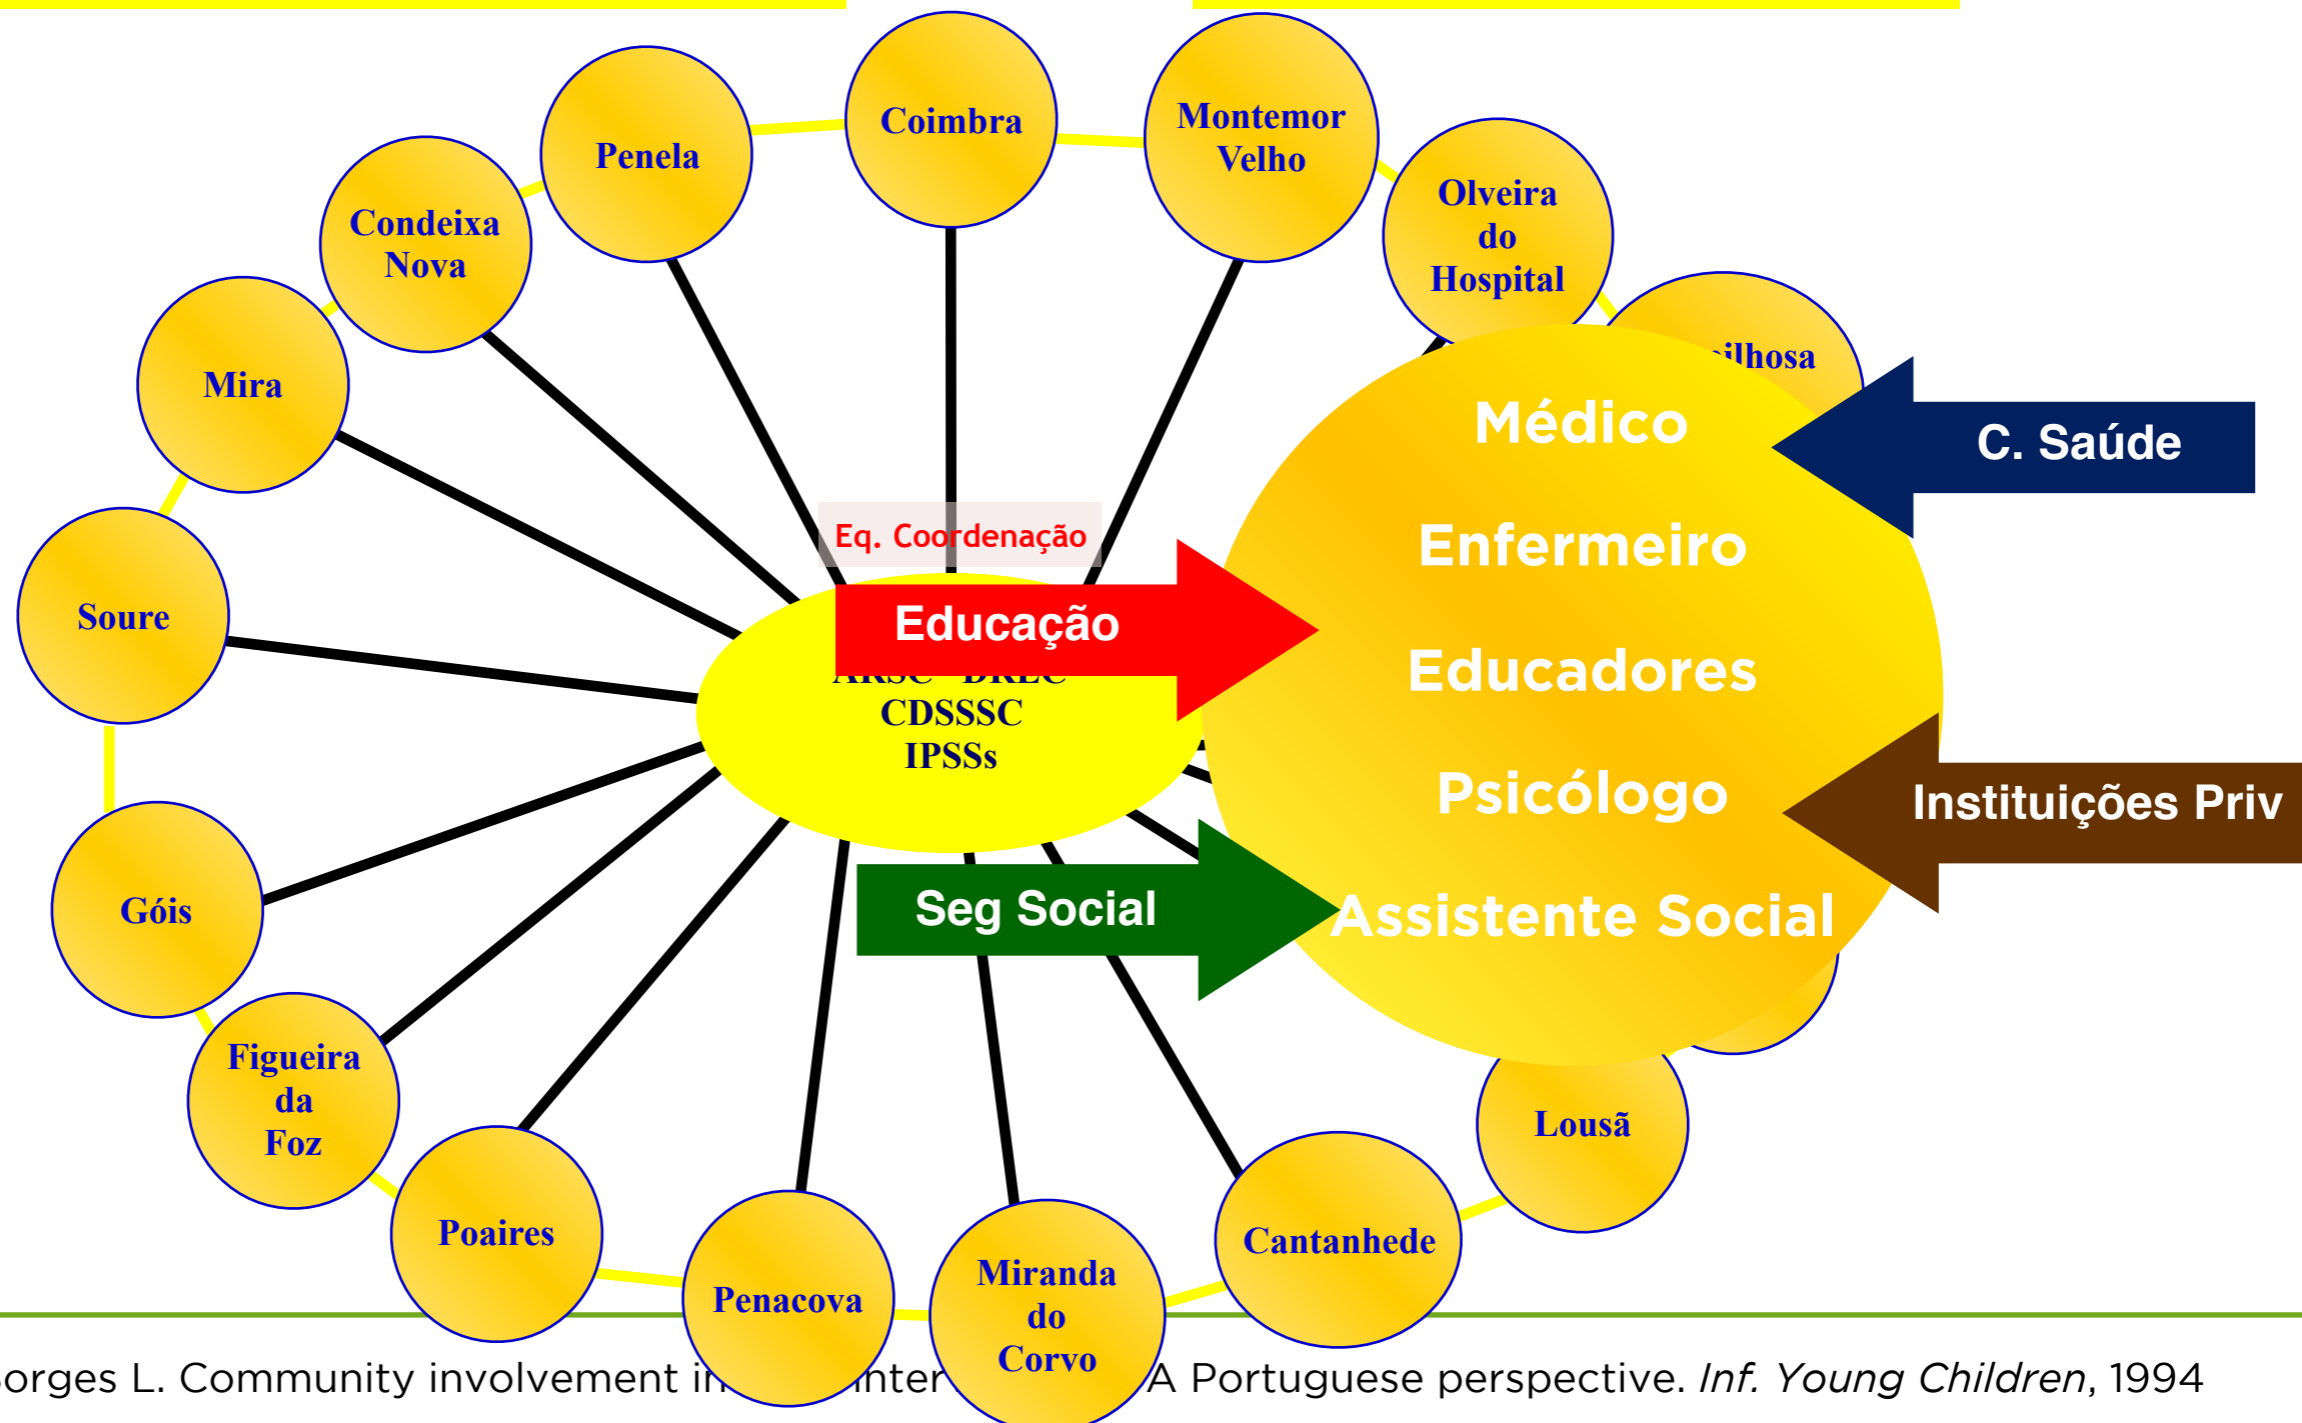 Coimbra
Montemor
Velho
Penela
Olveira
do
Hospital
Condeixa
Nova
Mira
Médico
C. Saúde
Eq. Coordenação
Enfermeiro
Soure
Educação
Educadores
CDSSSC
IPSSs
Psicólogo
Instituições Priv
Góis
Seg Social
Assistente Social
Figueira
da
Foz
Lousã
Poaires
Cantanhede
Penacova
Miranda
do
Corvo
L. Community involvement A Portuguese perspective. Inf. Young Children, 1994